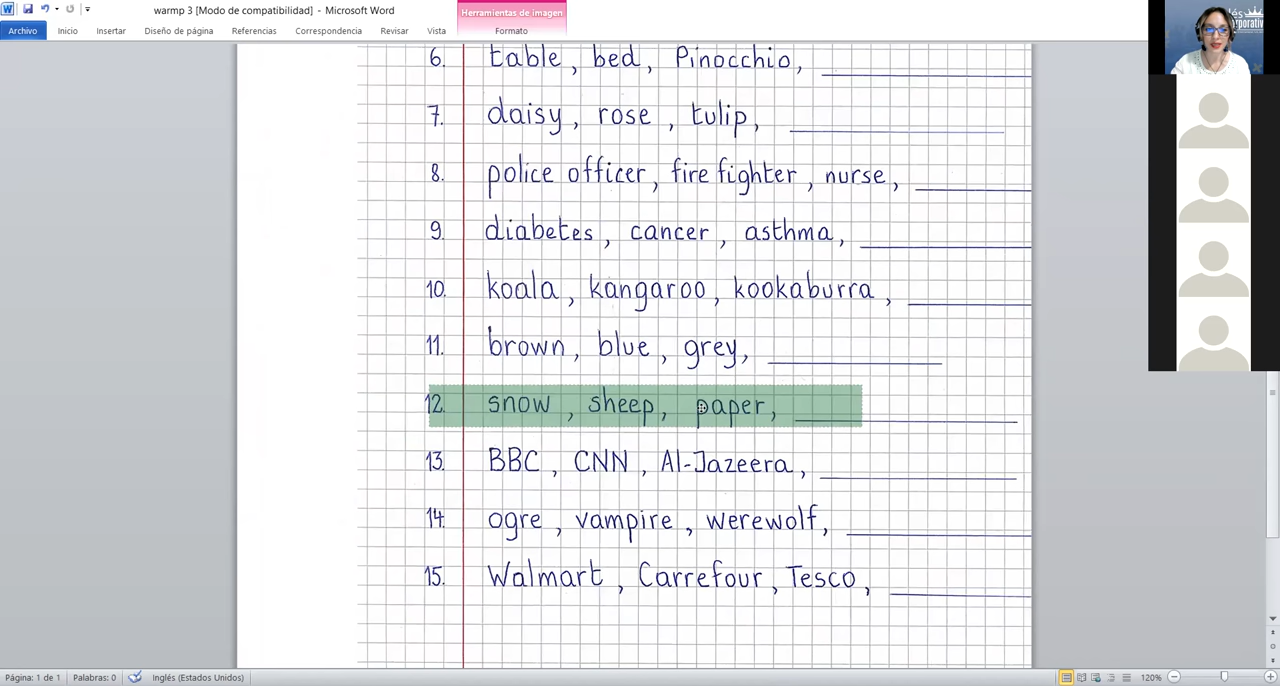 warmp 3 [Modo de compatibilidad] - Microsoft Word
Herramientas de imagen
Archivo Inicio Insertar Diseño de página Referencias Correspondencia Revisar Vista Formato
6. table, bed, Pinocchio,
7. daisy, rose, tulip,
8. police officer, fire fighter, nurse,
9. diabetes, cancer, asthma,
10. koala, kangaroo, kookaburra,
11. brown, blue, grey,
12. snow, sheep, paper,
13. BBC, CNN, Al-Jazeera,
14. ogre, vampire, werewolf,
15. Walmart, Carrefour, Tesco,
Página: 1 de 1 Palabras: 0 Inglés (Estados Unidos) 120%